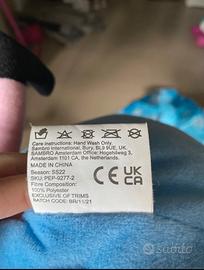 Care instructions: Hand Wash Only
Sambro International, Bury, BL9 9UE, UK.
SAMBRO Amsterdam Office: Hogehilweg 3,
Amsterdam 1101 CA, the Netherlands.
MADE IN CHINA
Season: SS22
SKU: PEP-9277-2
Fibre Composition:
100% Polyester
EXCLUSIVE OF TRIMS
BATCH: BR/11/21
CE UK CA
subito